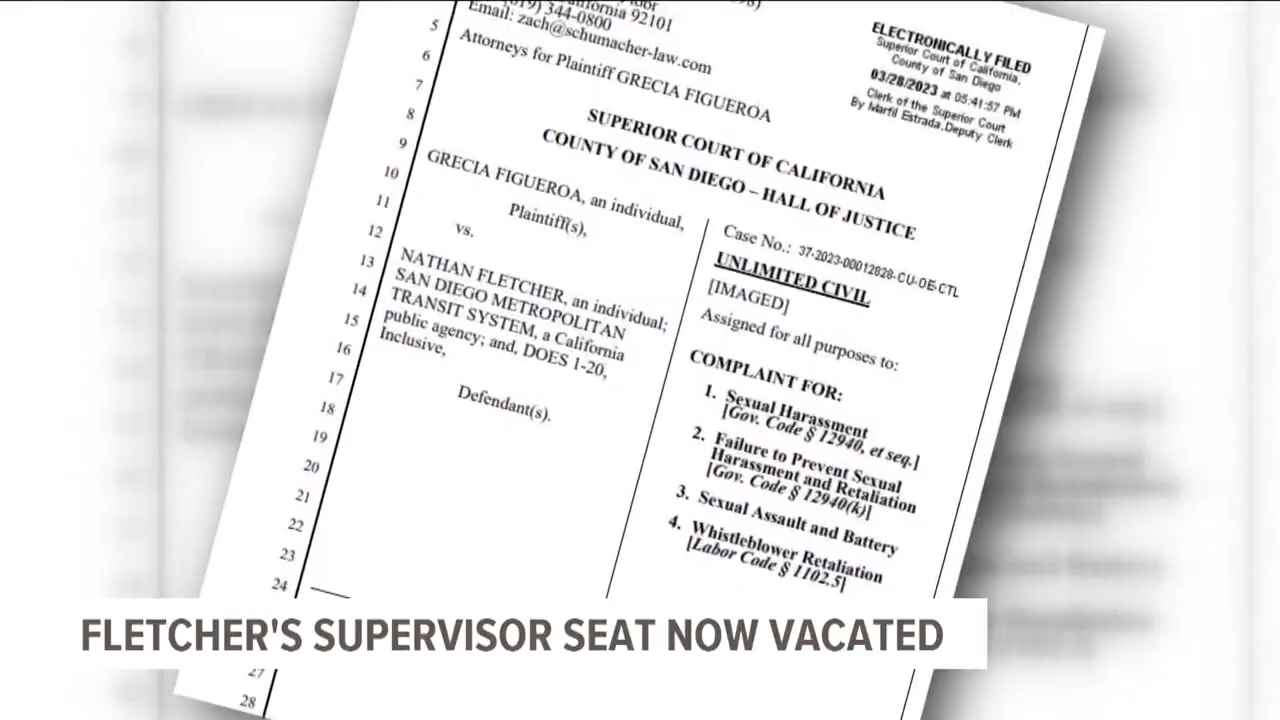 California 92101
(619) 344-0800
Email: zach@schumacher-law.com
Attorneys for Plaintiff GRECIA FIGUEROA
ELECTRONICALLY FILED
Superior Court of California,
County of San Diego
03/28/2023 at 05:41:57 PM
Clerk of the Superior Court
By Marfil Estrada,Deputy Clerk
SUPERIOR COURT OF CALIFORNIA
COUNTY OF SAN DIEGO – HALL OF JUSTICE
GRECIA FIGUEROA, an individual,
Plaintiff(s),
vs.
NATHAN FLETCHER, an individual;
SAN DIEGO METROPOLITAN
TRANSIT SYSTEM, a California
public agency; and, DOES 1-20,
Inclusive,
Defendant(s).
Case No.: 37-2023-00012828-CU-OE-CTL
UNLIMITED CIVIL
[IMAGED]
Assigned for all purposes to:
COMPLAINT FOR:
1. Sexual Harassment
[Gov. Code § 12940, et seq.]
2. Failure to Prevent Sexual
Harassment and Retaliation
[Gov. Code § 12940(k)]
3. Sexual Assault and Battery
4. Whistleblower Retaliation
[Labor Code § 1102.5]
5
6
7
8
9
10
11
12
13
14
15
16
17
18
19
20
21
22
23
24
27
28
FLETCHER'S SUPERVISOR SEAT NOW VACATED